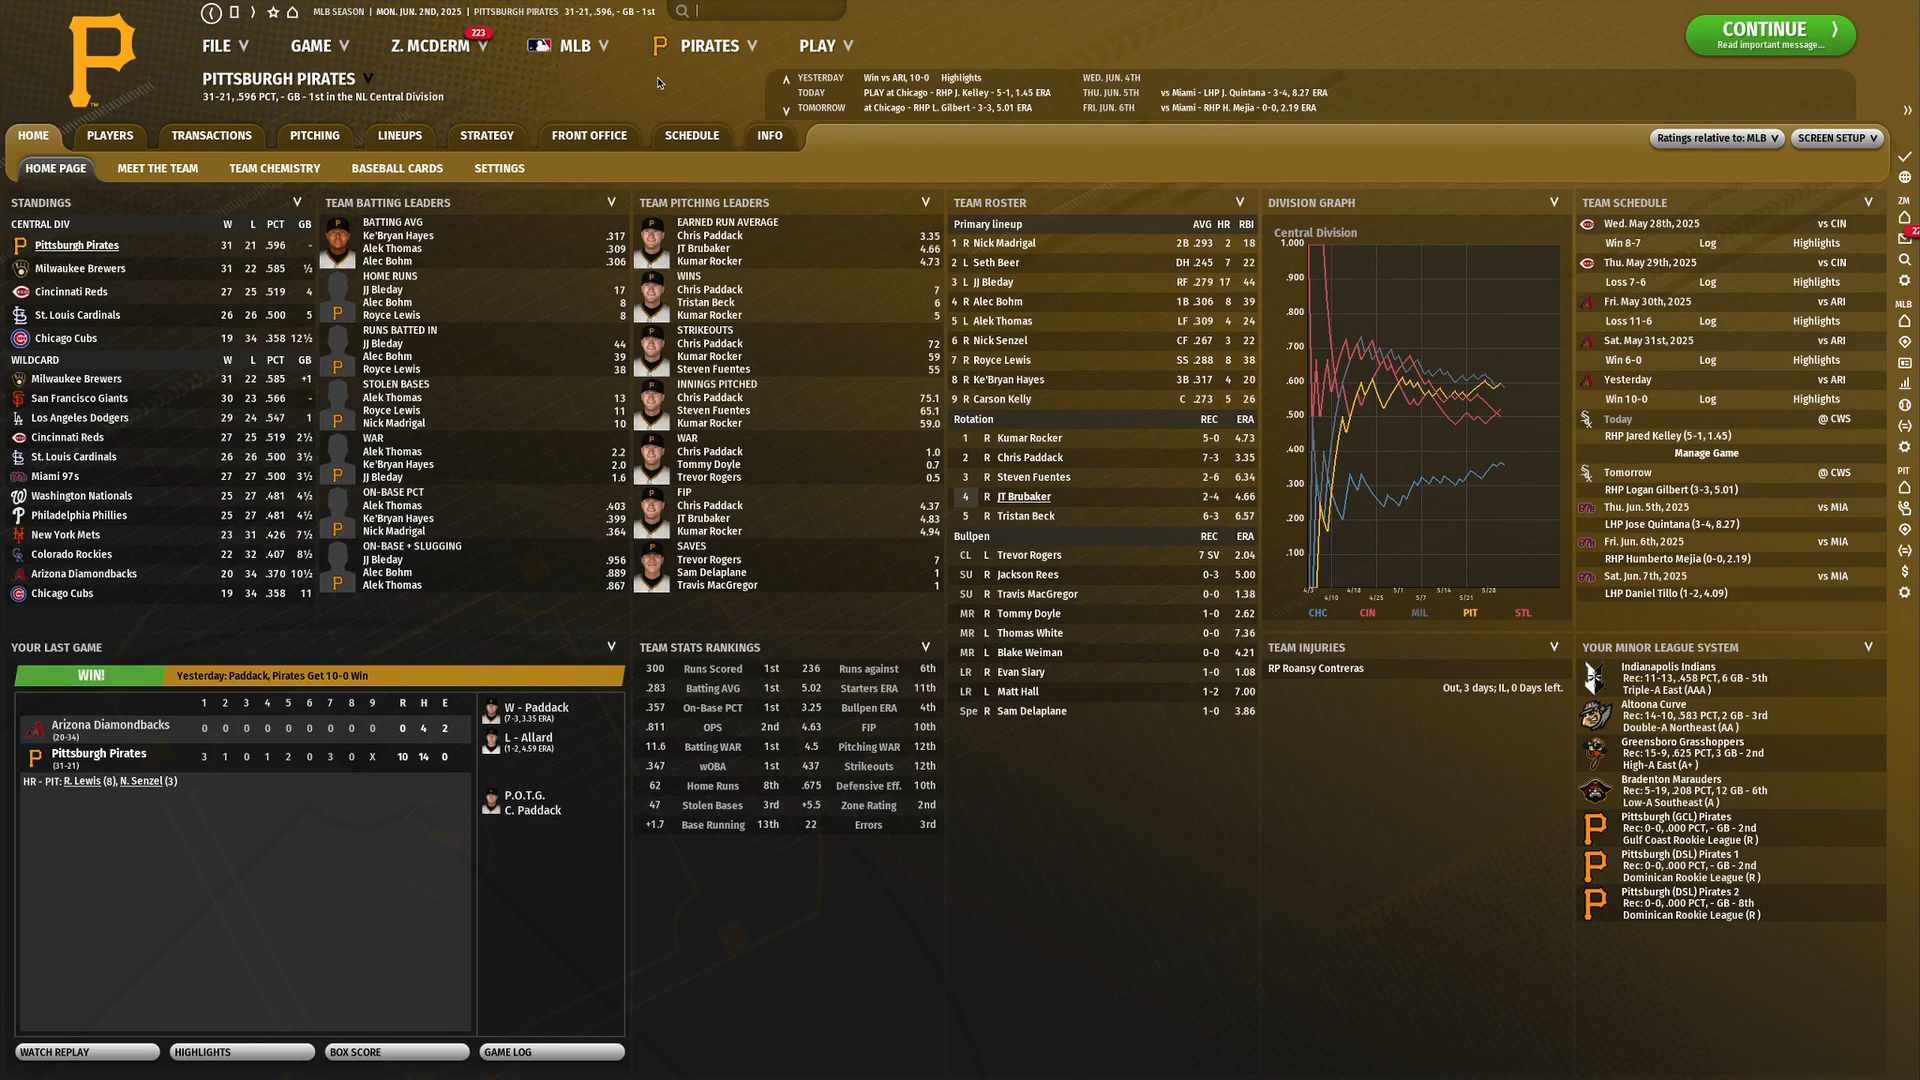 MLB SEASON | MON. JUN. 2ND, 2025 | PITTSBURGH PIRATES 31-21, .596, - GB - 1st
FILE GAME Z. MCDERM 223 MLB PIRATES PLAY
CONTINUE
Read important message...
PITTSBURGH PIRATES
31-21, .596 PCT, - GB - 1st in the NL Central Division
YESTERDAY Win vs ARI, 10-0 Highlights WED. JUN. 4TH
TODAY PLAY at Chicago - RHP J. Kelley - 5-1, 1.45 ERA THU. JUN. 5TH vs Miami - LHP J. Quintana - 3-4, 8.27 ERA
TOMORROW at Chicago - RHP L. Gilbert - 3-3, 5.01 ERA FRI. JUN. 6TH vs Miami - RHP H. Mejia - 0-0, 2.19 ERA
HOME PLAYERS TRANSACTIONS PITCHING LINEUPS STRATEGY FRONT OFFICE SCHEDULE INFO
Ratings relative to: MLB SCREEN SETUP
HOME PAGE MEET THE TEAM TEAM CHEMISTRY BASEBALL CARDS SETTINGS
STANDINGS
CENTRAL DIV W L PCT GB
Pittsburgh Pirates 31 21 .596 -
Milwaukee Brewers 31 22 .585 ½
Cincinnati Reds 27 25 .519 4
St. Louis Cardinals 26 26 .500 5
Chicago Cubs 19 34 .358 12½
WILDCARD W L PCT GB
Milwaukee Brewers 31 22 .585 +1
San Francisco Giants 30 23 .566 -
Los Angeles Dodgers 29 24 .547 1
Cincinnati Reds 27 25 .519 2½
St. Louis Cardinals 26 26 .500 3½
Miami 97s 26 26 .500 3½
Washington Nationals 25 27 .481 4½
Philadelphia Phillies 25 27 .481 4½
New York Mets 23 31 .426 7½
Colorado Rockies 22 32 .407 8½
Arizona Diamondbacks 20 34 .370 10½
Chicago Cubs 19 34 .358 11
TEAM BATTING LEADERS
BATTING AVG
Ke'Bryan Hayes .317
Alek Thomas .309
Alec Bohm .306
HOME RUNS
JJ Bleday 17
Alec Bohm 8
Royce Lewis 8
RUNS BATTED IN
JJ Bleday 44
Alec Bohm 39
Royce Lewis 38
STOLEN BASES
Alek Thomas 13
Royce Lewis 11
Nick Madrigal 10
WAR
Alek Thomas 2.2
Ke'Bryan Hayes 2.0
JJ Bleday 1.6
ON-BASE PCT
Alek Thomas .403
Ke'Bryan Hayes .399
Nick Madrigal .364
ON-BASE + SLUGGING
JJ Bleday .956
Alec Bohm .889
Alek Thomas .867
TEAM PITCHING LEADERS
EARNED RUN AVERAGE
Chris Paddack 3.35
JT Brubaker 4.66
Kumar Rocker 4.73
WINS
Chris Paddack 7
Tristan Beck 6
Kumar Rocker 5
STRIKEOUTS
Chris Paddack 72
Kumar Rocker 59
Steven Fuentes 55
INNINGS PITCHED
Chris Paddack 75.1
Steven Fuentes 65.1
Kumar Rocker 59.0
WAR
Chris Paddack 1.0
Tommy Doyle 0.7
Trevor Rogers 0.5
FIP
Chris Paddack 4.37
JT Brubaker 4.83
Kumar Rocker 4.94
SAVES
Trevor Rogers 7
Sam Delaplane 1
Travis MacGregor 1
TEAM ROSTER
Primary lineup AVG HR RBI
1 R Nick Madrigal 2B .293 2 18
2 L Seth Beer DH .245 7 22
3 L JJ Bleday RF .279 17 44
4 R Alec Bohm 1B .306 8 39
5 L Alek Thomas LF .309 4 24
6 R Nick Senzel CF .267 3 22
7 R Royce Lewis SS .288 8 38
8 R Ke'Bryan Hayes 3B .317 4 20
9 R Carson Kelly C .273 5 26
Rotation REC ERA
1 R Kumar Rocker 5-0 4.73
2 R Chris Paddack 7-3 3.35
3 R Steven Fuentes 2-6 6.34
4 R JT Brubaker 2-4 4.66
5 R Tristan Beck 6-3 6.57
Bullpen REC ERA
CL L Trevor Rogers 7 SV 2.04
SU R Jackson Rees 0-3 5.00
SU R Travis MacGregor 0-0 1.38
MR R Tommy Doyle 1-0 2.62
MR L Thomas White 0-0 7.36
MR L Blake Weiman 0-0 4.21
LR R Evan Siary 1-0 1.08
LR L Matt Hall 1-2 7.00
Spe R Sam Delaplane 1-0 3.86
DIVISION GRAPH
Central Division
1.000
.900
.800
.700
.600
.500
.400
.300
.200
.100
4/3 4/10 4/18 4/25 5/1 5/7 5/14 5/21 5/28
CHC CIN MIL PIT STL
TEAM SCHEDULE
Wed. May 28th, 2025 vs CIN
Win 8-7 Log Highlights
Thu. May 29th, 2025 vs CIN
Loss 7-6 Log Highlights
Fri. May 30th, 2025 vs ARI
Loss 11-6 Log Highlights
Sat. May 31st, 2025 vs ARI
Win 6-0 Log Highlights
Yesterday vs ARI
Win 10-0 Log Highlights
Today @ CWS
RHP Jared Kelley (5-1, 1.45)
Manage Game
Tomorrow @ CWS
RHP Logan Gilbert (3-3, 5.01)
Thu. Jun. 5th, 2025 vs MIA
LHP Jose Quintana (3-4, 8.27)
Fri. Jun. 6th, 2025 vs MIA
RHP Humberto Mejia (0-0, 2.19)
Sat. Jun. 7th, 2025 vs MIA
LHP Daniel Tillo (1-2, 4.09)
ZM
22
MLB
PIT
YOUR LAST GAME
WIN! Yesterday: Paddack, Pirates Get 10-0 Win
1 2 3 4 5 6 7 8 9 R H E
Arizona Diamondbacks 0 0 0 0 0 0 0 0 0 0 4 2
(20-34)
Pittsburgh Pirates 3 1 0 1 2 0 3 0 X 10 14 0
(31-21)
HR - PIT: R. Lewis (8), N. Senzel (3)
W - Paddack
(7-3, 3.35 ERA)
L - Allard
(1-2, 4.59 ERA)
P.O.T.G.
C. Paddack
WATCH REPLAY HIGHLIGHTS BOX SCORE GAME LOG
TEAM STATS RANKINGS
300 Runs Scored 1st 236 Runs against 6th
.283 Batting AVG 1st 5.02 Starters ERA 11th
.357 On-Base PCT 1st 3.25 Bullpen ERA 4th
.811 OPS 2nd 4.63 FIP 10th
11.6 Batting WAR 1st 4.5 Pitching WAR 12th
.347 wOBA 1st 437 Strikeouts 12th
62 Home Runs 8th .675 Defensive Eff. 10th
47 Stolen Bases 3rd +5.5 Zone Rating 2nd
+1.7 Base Running 13th 22 Errors 3rd
TEAM INJURIES
RP Roansy Contreras
Out, 3 days; IL, 0 Days left.
YOUR MINOR LEAGUE SYSTEM
Indianapolis Indians
Rec: 11-13, .458 PCT, 6 GB - 5th
Triple-A East (AAA )
Altoona Curve
Rec: 14-10, .583 PCT, 2 GB - 3rd
Double-A Northeast (AA )
Greensboro Grasshoppers
Rec: 15-9, .625 PCT, 3 GB - 2nd
High-A East (A+ )
Bradenton Marauders
Rec: 5-19, .208 PCT, 12 GB - 6th
Low-A Southeast (A )
Pittsburgh (GCL) Pirates
Rec: 0-0, .000 PCT, - GB - 2nd
Gulf Coast Rookie League (R )
Pittsburgh (DSL) Pirates 1
Rec: 0-0, .000 PCT, - GB - 2nd
Dominican Rookie League (R )
Pittsburgh (DSL) Pirates 2
Rec: 0-0, .000 PCT, - GB - 8th
Dominican Rookie League (R )